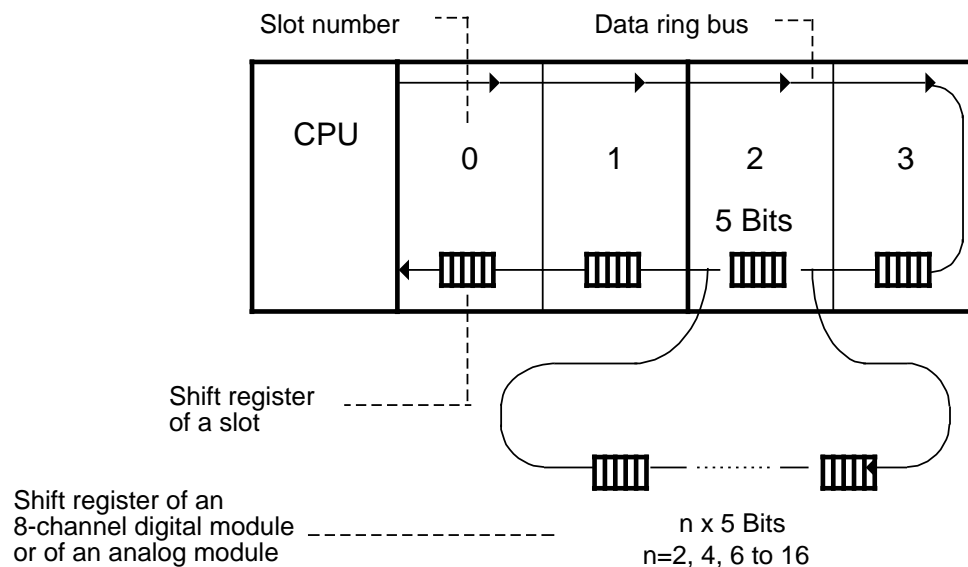 Slot number
Data ring bus
CPU
0
1
2
3
5 Bits
Shift register
of a slot
Shift register of an
8-channel digital module
or of an analog module
n x 5 Bits
n=2, 4, 6 to 16